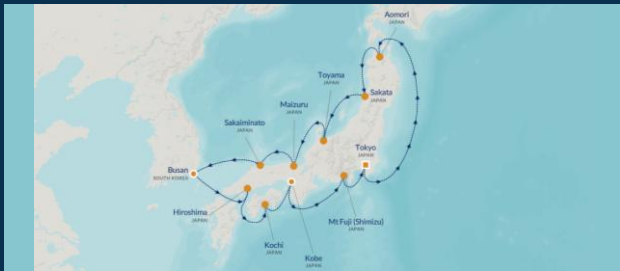 Aomori
JAPAN
Toyama
JAPAN
Sakata
JAPAN
Maizuru
JAPAN
Sakaiminato
JAPAN
Tokyo
JAPAN
Busan
SOUTH KOREA
Hiroshima
JAPAN
Mt Fuji (Shimizu)
JAPAN
Kochi
JAPAN
Kobe
JAPAN